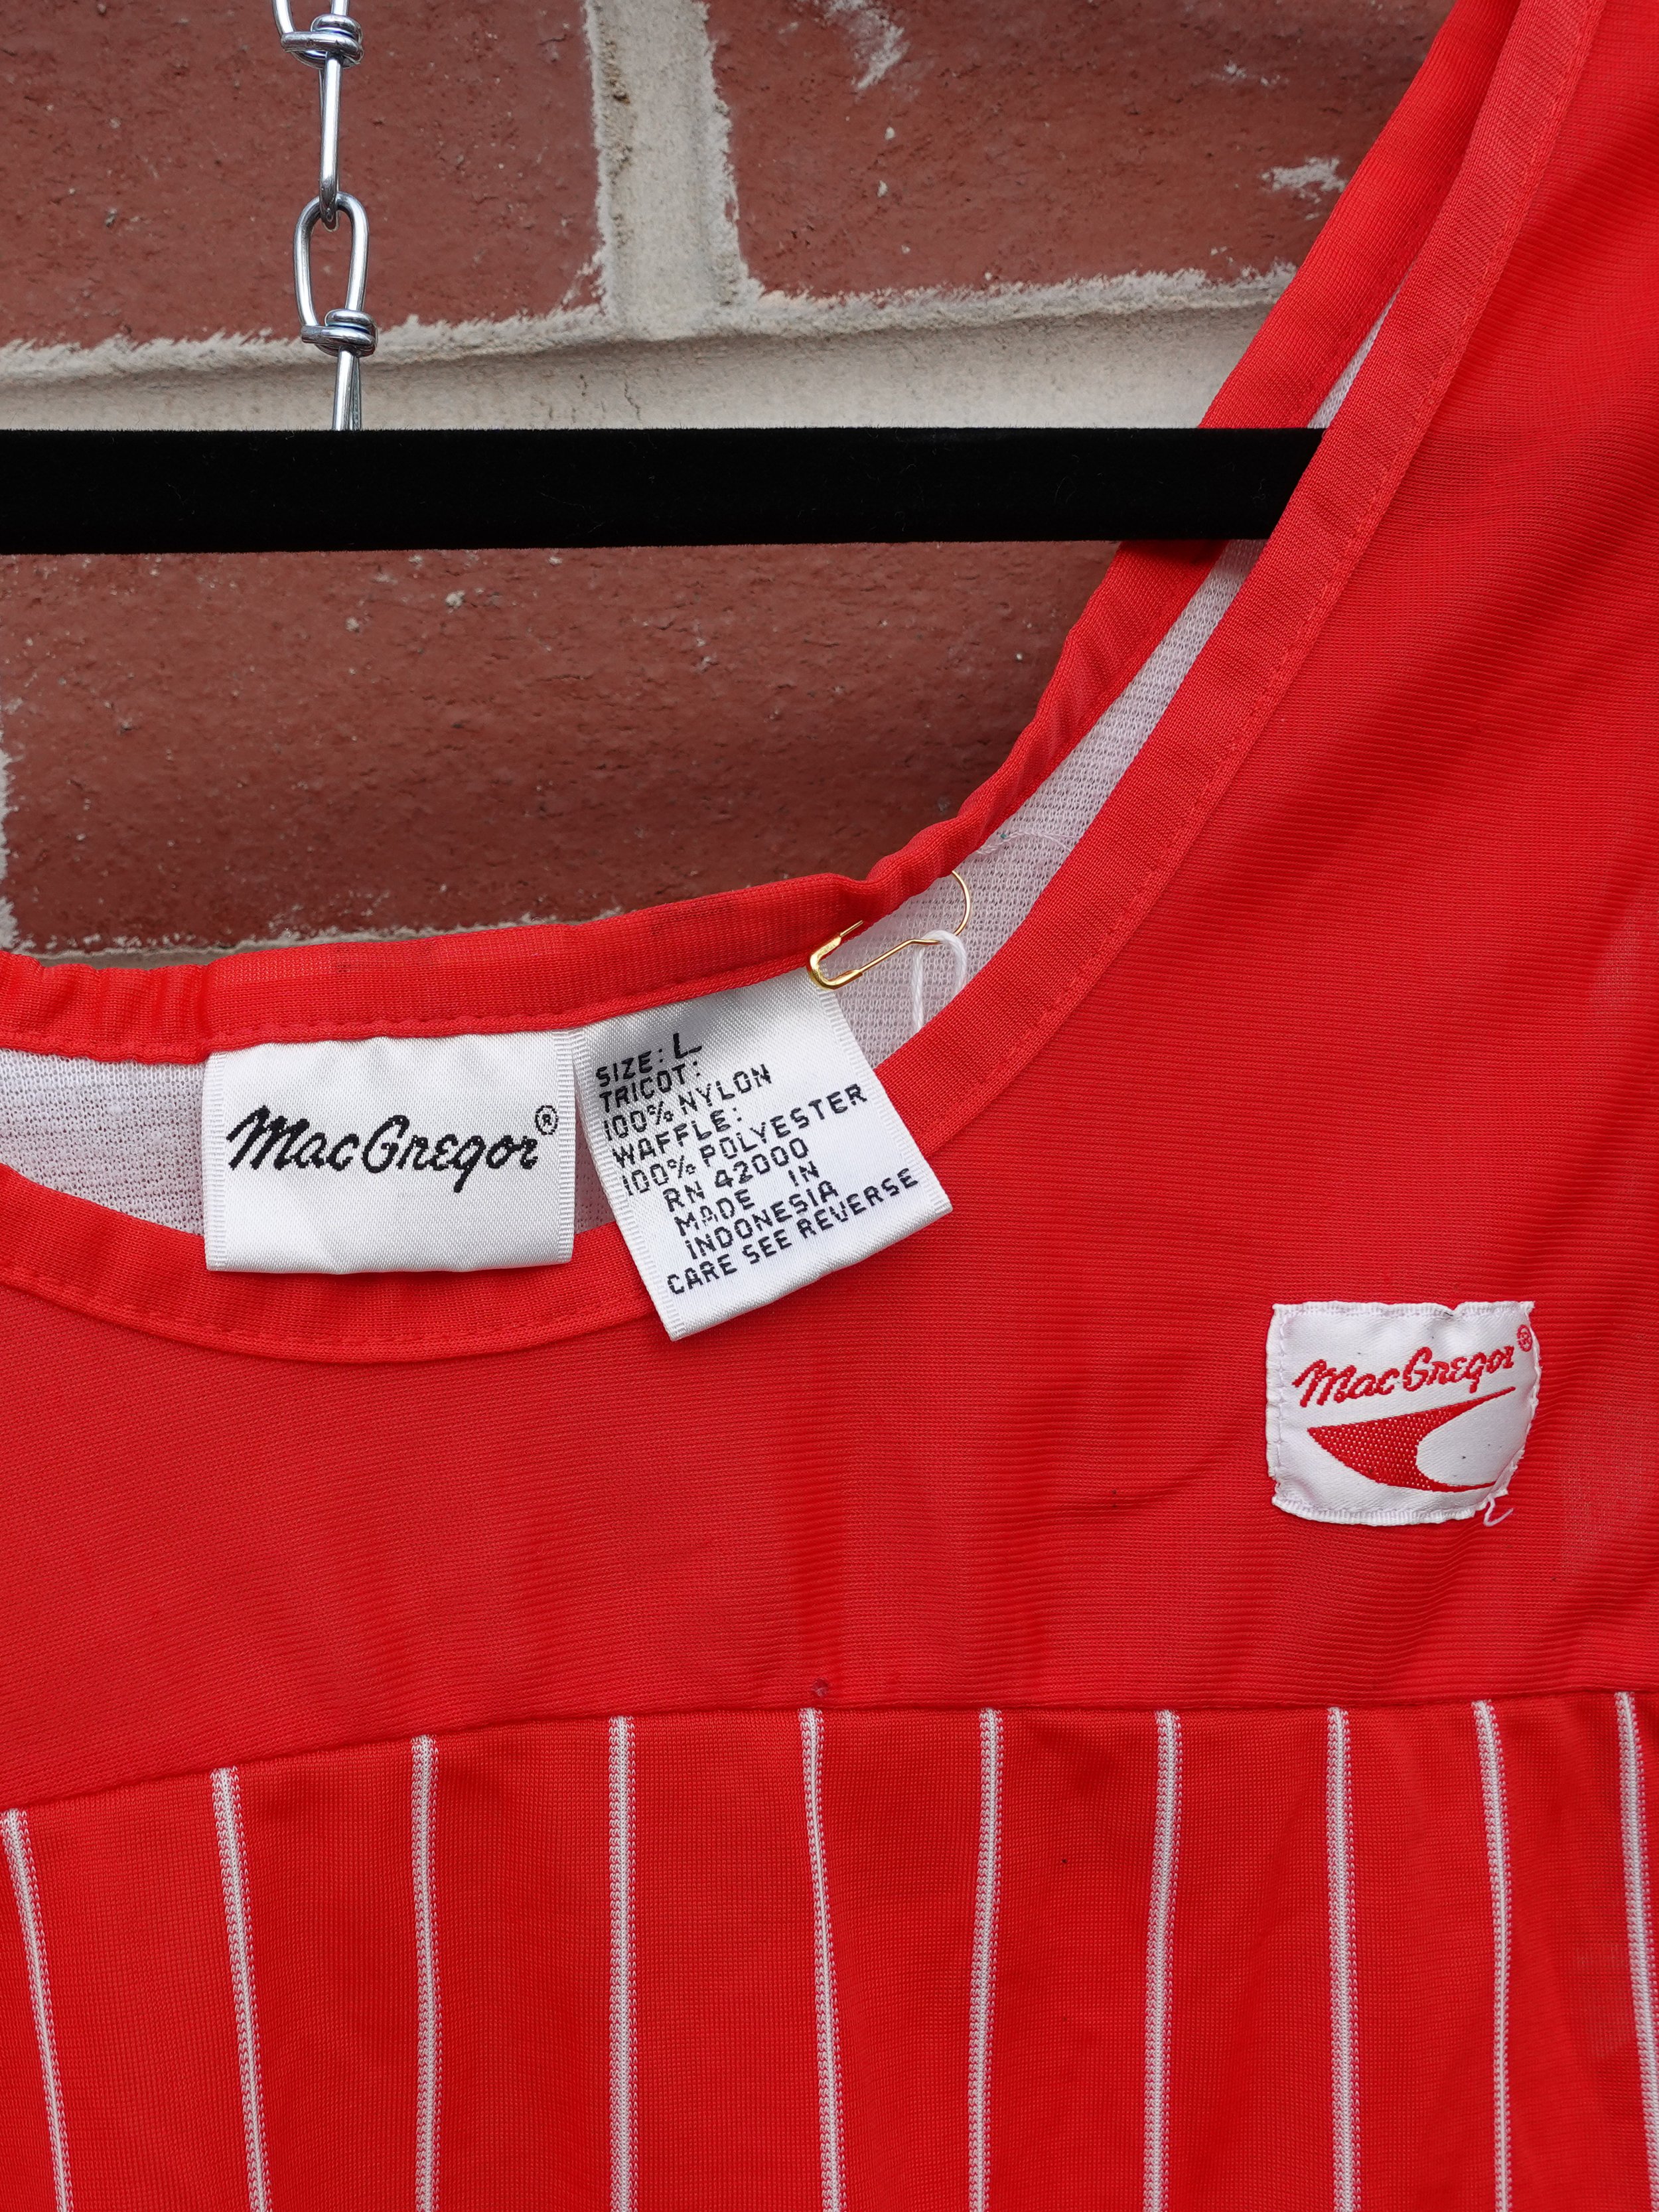 MacGregor®
SIZE: L
TRICOT:
100% NYLON
WAFFLE:
100% POLYESTER
RN 42000
MADE IN
INDONESIA
CARE SEE REVERSE
MacGregor®